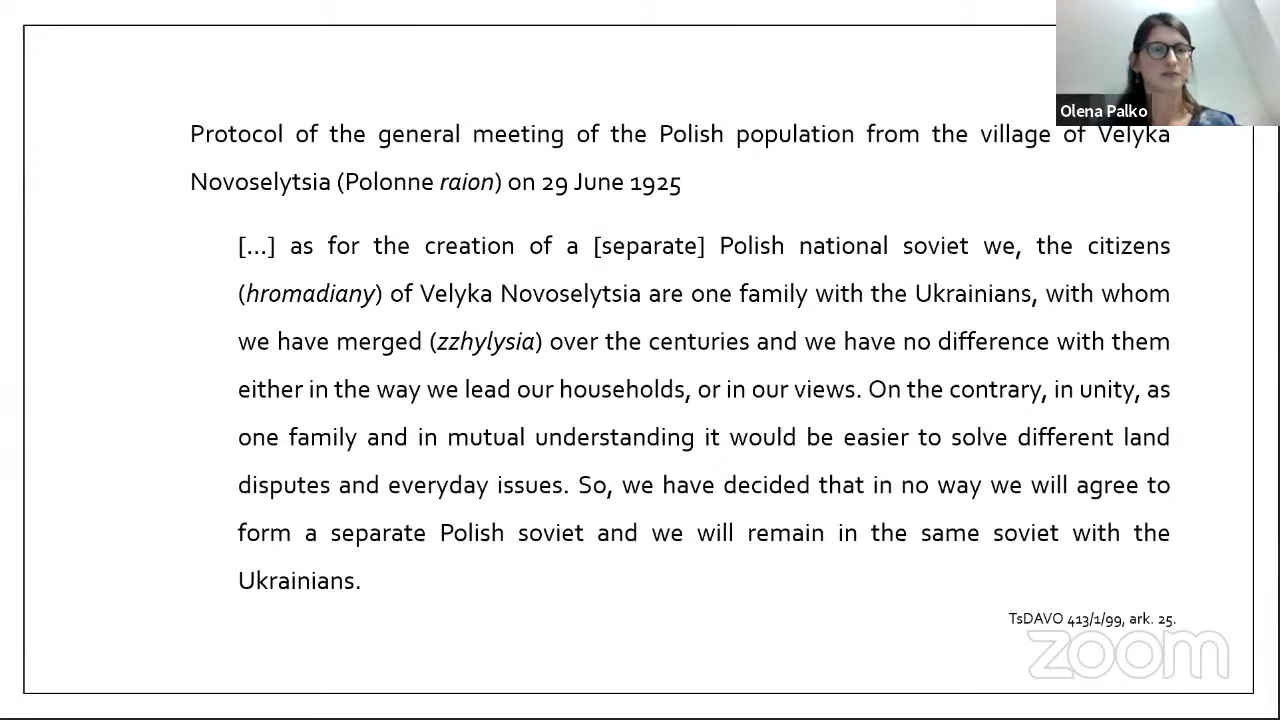 Olena Palko
Protocol of the general meeting of the Polish population from the village of Velyka
Novoselytsia (Polonne raion) on 29 June 1925
[...] as for the creation of a [separate] Polish national soviet we, the citizens
(hromadiany) of Velyka Novoselytsia are one family with the Ukrainians, with whom
we have merged (zzhylysia) over the centuries and we have no difference with them
either in the way we lead our households, or in our views. On the contrary, in unity, as
one family and in mutual understanding it would be easier to solve different land
disputes and everyday issues. So, we have decided that in no way we will agree to
form a separate Polish soviet and we will remain in the same soviet with the
Ukrainians.
TsDAVO 413/1/99, ark. 25.
zoom